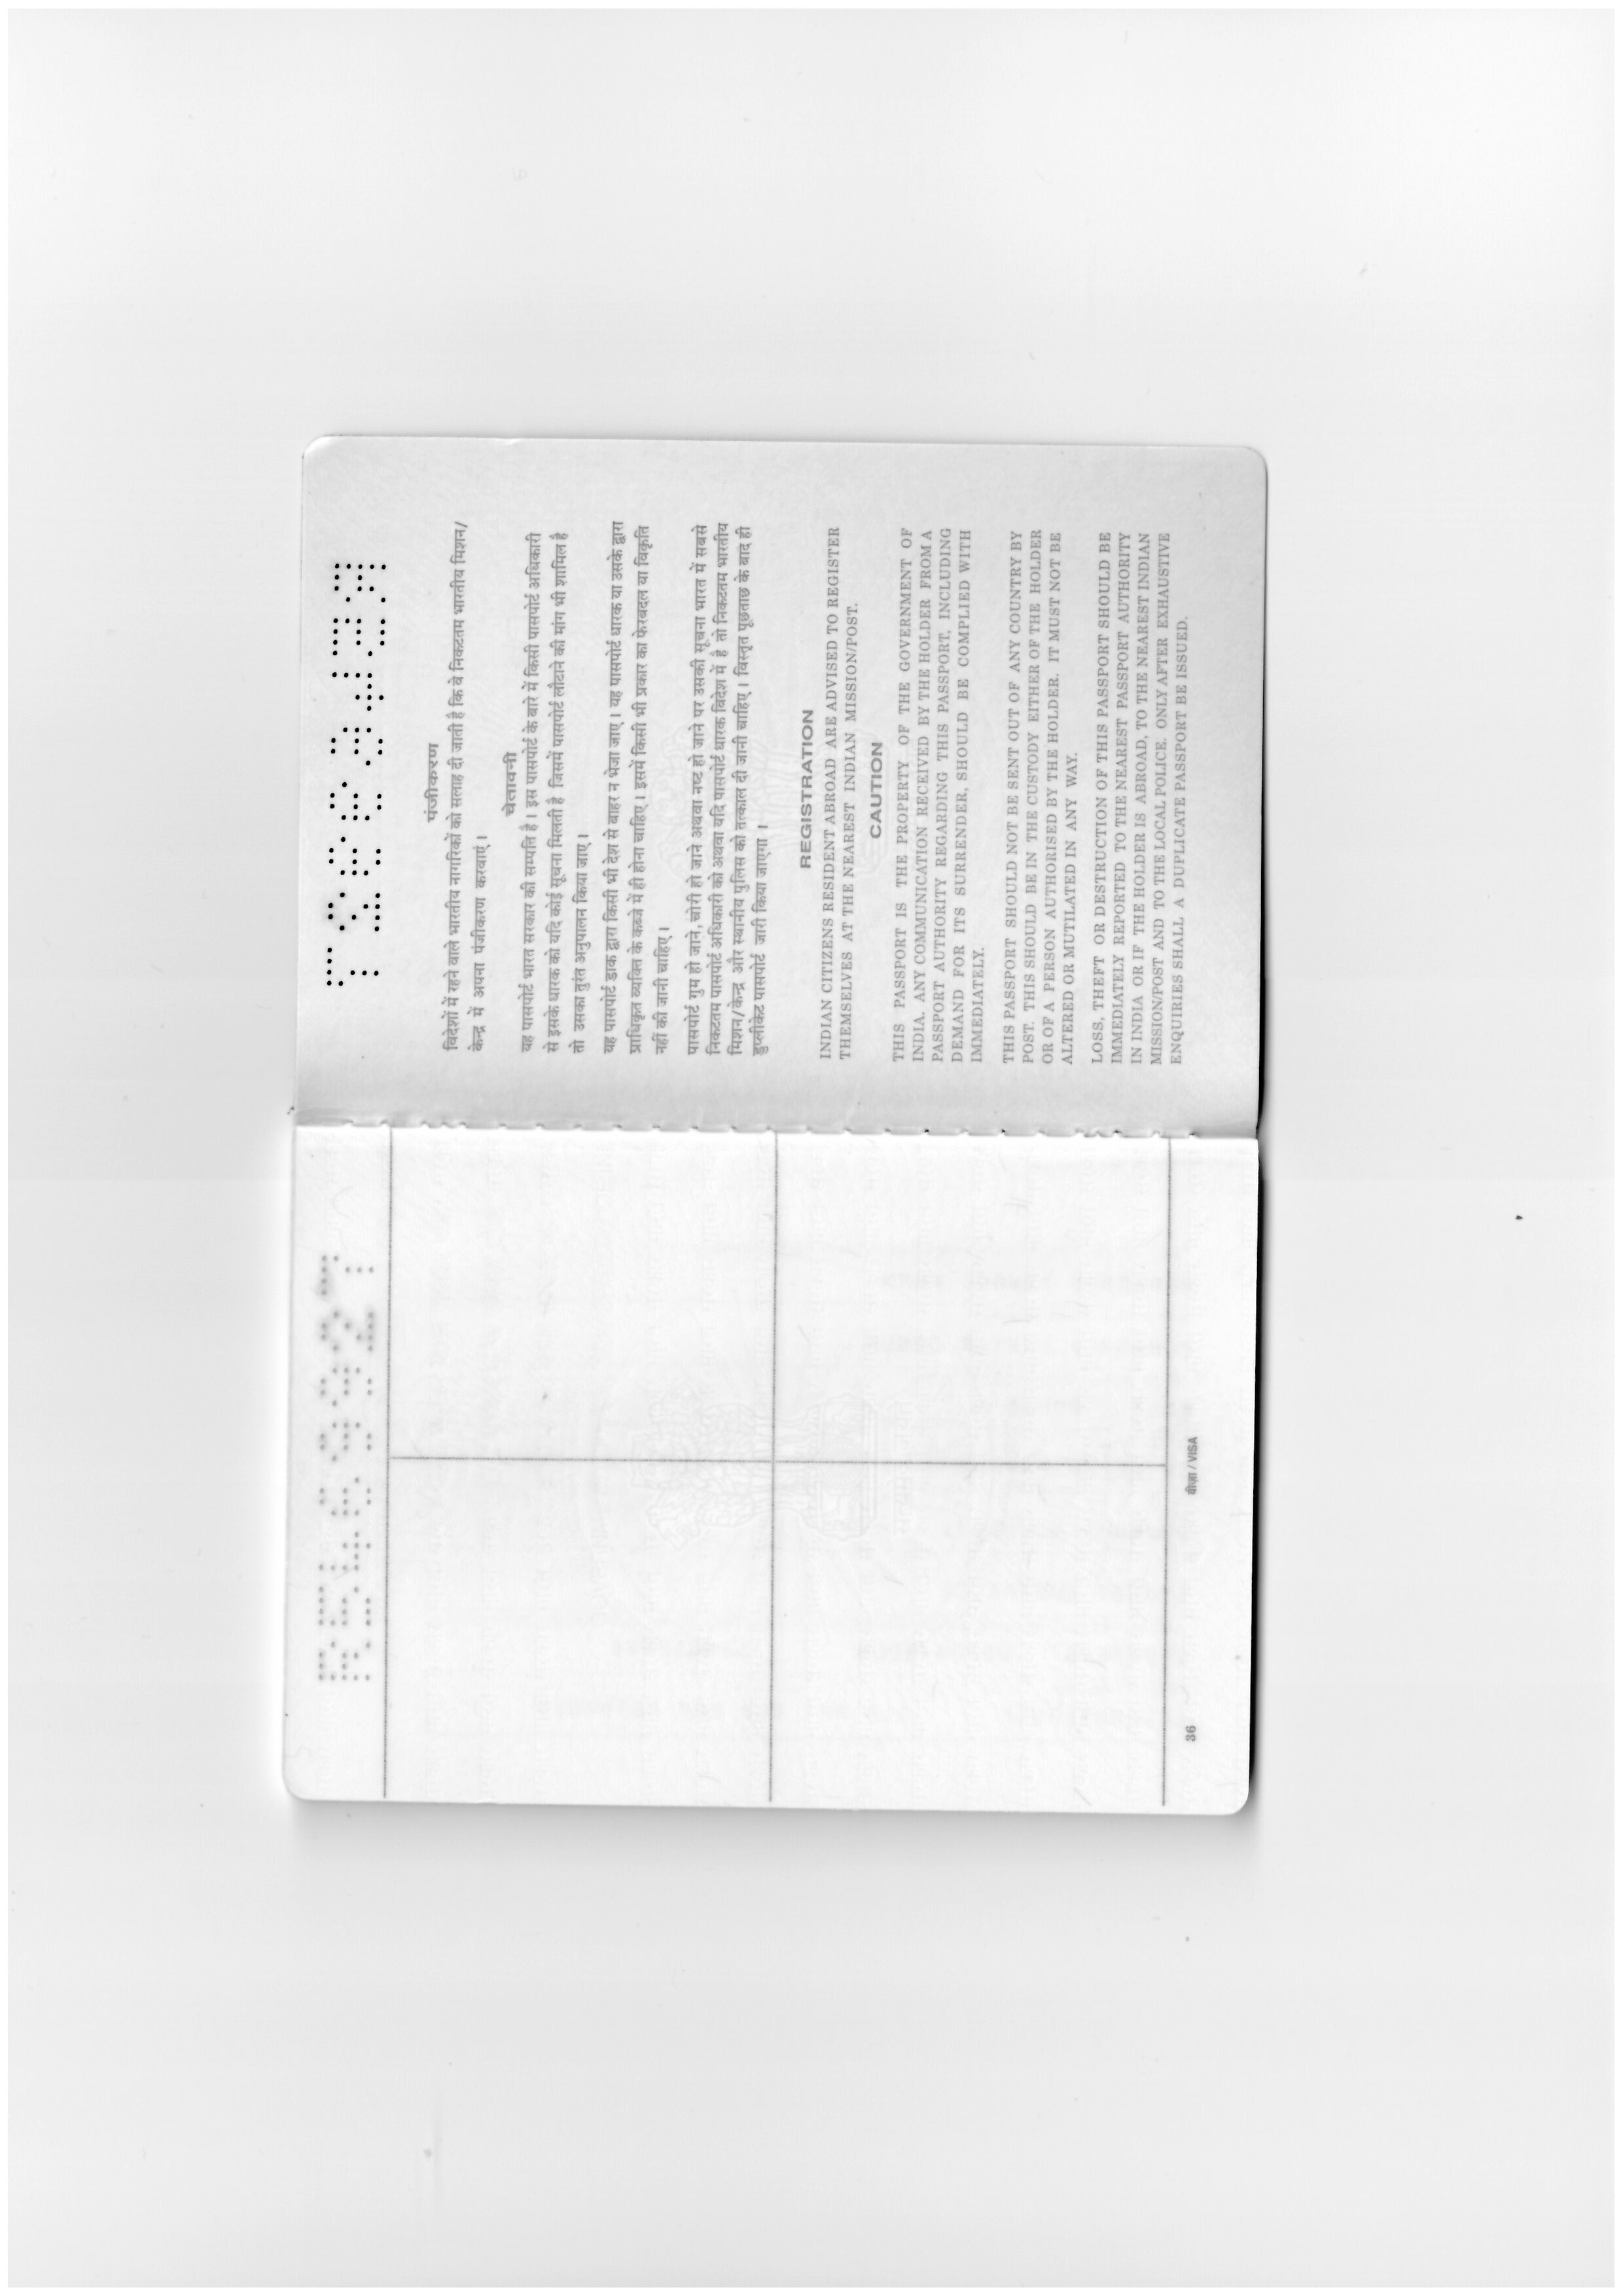 36 वीज़ा / VISA
पंजीकरण
विदेशों में रहने वाले भारतीय नागरिकों को सलाह दी जाती है कि वे निकटतम भारतीय मिशन/
केन्द्र में अपना पंजीकरण करवाएं ।
चेतावनी
यह पासपोर्ट भारत सरकार की सम्पत्ति है । इस पासपोर्ट के बारे में किसी पासपोर्ट अधिकारी
से इसके धारक को यदि कोई सूचना मिलती है जिसमें पासपोर्ट लौटाने की मांग भी शामिल है
तो उसका तुरंत अनुपालन किया जाए ।
यह पासपोर्ट डाक द्वारा किसी भी देश से बाहर न भेजा जाए । यह पासपोर्ट धारक या उसके द्वारा
प्राधिकृत व्यक्ति के कब्जे में ही होना चाहिए । इसमें किसी भी प्रकार का फेरबदल या विकृति
नहीं की जानी चाहिए ।
पासपोर्ट गुम हो जाने, चोरी हो जाने अथवा नष्ट हो जाने पर उसकी सूचना भारत में सबसे
निकटतम पासपोर्ट अधिकारी को अथवा यदि पासपोर्ट धारक विदेश में है तो निकटतम भारतीय
मिशन/केन्द्र और स्थानीय पुलिस को तत्काल दी जानी चाहिए । विस्तृत पूछताछ के बाद ही
डुप्लीकेट पासपोर्ट जारी किया जाएगा ।
REGISTRATION
INDIAN CITIZENS RESIDENT ABROAD ARE ADVISED TO REGISTER
THEMSELVES AT THE NEAREST INDIAN MISSION/POST.
CAUTION
THIS PASSPORT IS THE PROPERTY OF THE GOVERNMENT OF
INDIA. ANY COMMUNICATION RECEIVED BY THE HOLDER FROM A
PASSPORT AUTHORITY REGARDING THIS PASSPORT, INCLUDING
DEMAND FOR ITS SURRENDER, SHOULD BE COMPLIED WITH
IMMEDIATELY.
THIS PASSPORT SHOULD NOT BE SENT OUT OF ANY COUNTRY BY
POST. THIS SHOULD BE IN THE CUSTODY EITHER OF THE HOLDER
OR OF A PERSON AUTHORISED BY THE HOLDER. IT MUST NOT BE
ALTERED OR MUTILATED IN ANY WAY.
LOSS, THEFT OR DESTRUCTION OF THIS PASSPORT SHOULD BE
IMMEDIATELY REPORTED TO THE NEAREST PASSPORT AUTHORITY
IN INDIA OR IF THE HOLDER IS ABROAD, TO THE NEAREST INDIAN
MISSION/POST AND TO THE LOCAL POLICE. ONLY AFTER EXHAUSTIVE
ENQUIRIES SHALL A DUPLICATE PASSPORT BE ISSUED.